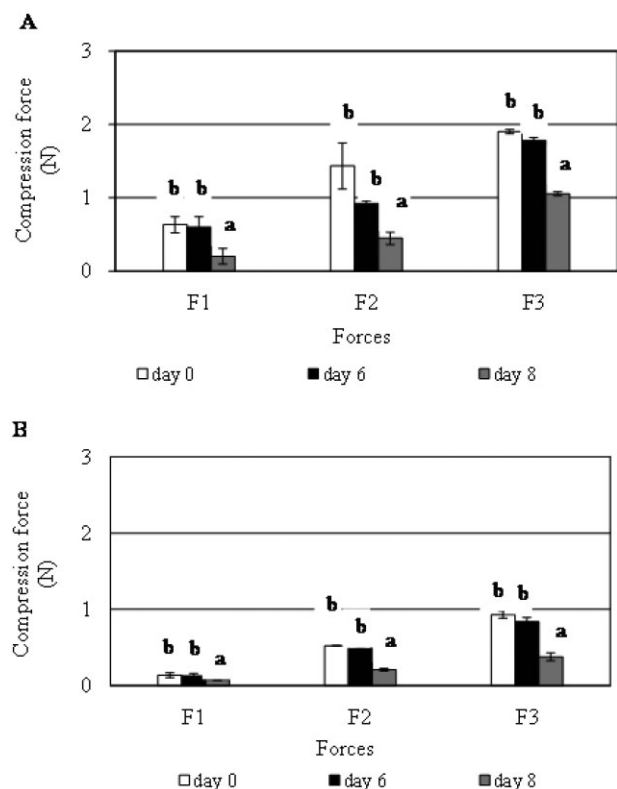 A
Compression force
(N)
3
2
1
0
b b a
b b a
b b a
F1 F2 F3
Forces
day 0 day 6 day 8
B
Compression force
(N)
3
2
1
0
b b a
b b a
b b a
F1 F2 F3
Forces
day 0 day 6 day 8